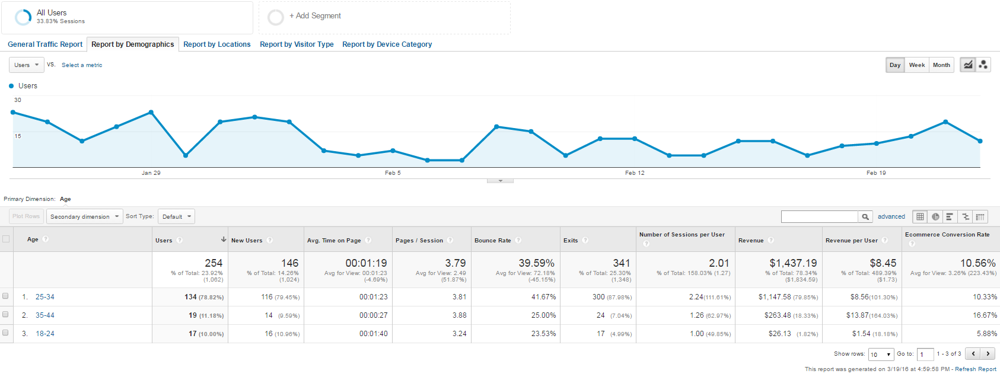 All Users
33.83% Sessions
+ Add Segment
General Traffic Report Report by Demographics Report by Locations Report by Visitor Type Report by Device Category
Users VS. Select a metric
Day Week Month
Users
30
15
Jan 29 Feb 5 Feb 12 Feb 19
Primary Dimension: Age
Plot Rows Secondary dimension Sort Type: Default advanced
Age ? Users ? New Users ? Avg. Time on Page ? Pages / Session ? Bounce Rate ? Exits ? Number of Sessions per User ? Revenue ? Revenue per User ? Ecommerce Conversion Rate ?
254 146 00:01:19 3.79 39.59% 341 2.01 $1,437.19 $8.45 10.56%
% of Total: 23.92% % of Total: 14.26% Avg for View: 00:01:23 Avg for View: 2.49 Avg for View: 72.18% % of Total: 25.30% % of Total: 158.03% (1.27) % of Total: 78.34% % of Total: 489.39% Avg for View: 3.26% (223.43%)
(1,062) (1,024) (-4.69%) (51.87%) (-45.15%) (1,348) ($1,834.59) ($1.73)
1. 25-34 134 (78.82%) 116 (79.45%) 00:01:23 3.81 41.67% 300 (87.98%) 2.24(111.61%) $1,147.58 (79.85%) $8.56(101.30%) 10.33%
2. 35-44 19 (11.18%) 14 (9.59%) 00:00:27 3.88 25.00% 24 (7.04%) 1.26 (62.97%) $263.48 (18.33%) $13.87(164.03%) 16.67%
3. 18-24 17 (10.00%) 16 (10.96%) 00:01:40 3.24 23.53% 17 (4.99%) 1.00 (49.85%) $26.13 (1.82%) $1.54 (18.18%) 5.88%
Show rows: 10 Go to: 1 1 - 3 of 3
This report was generated on 3/19/16 at 4:59:58 PM - Refresh Report